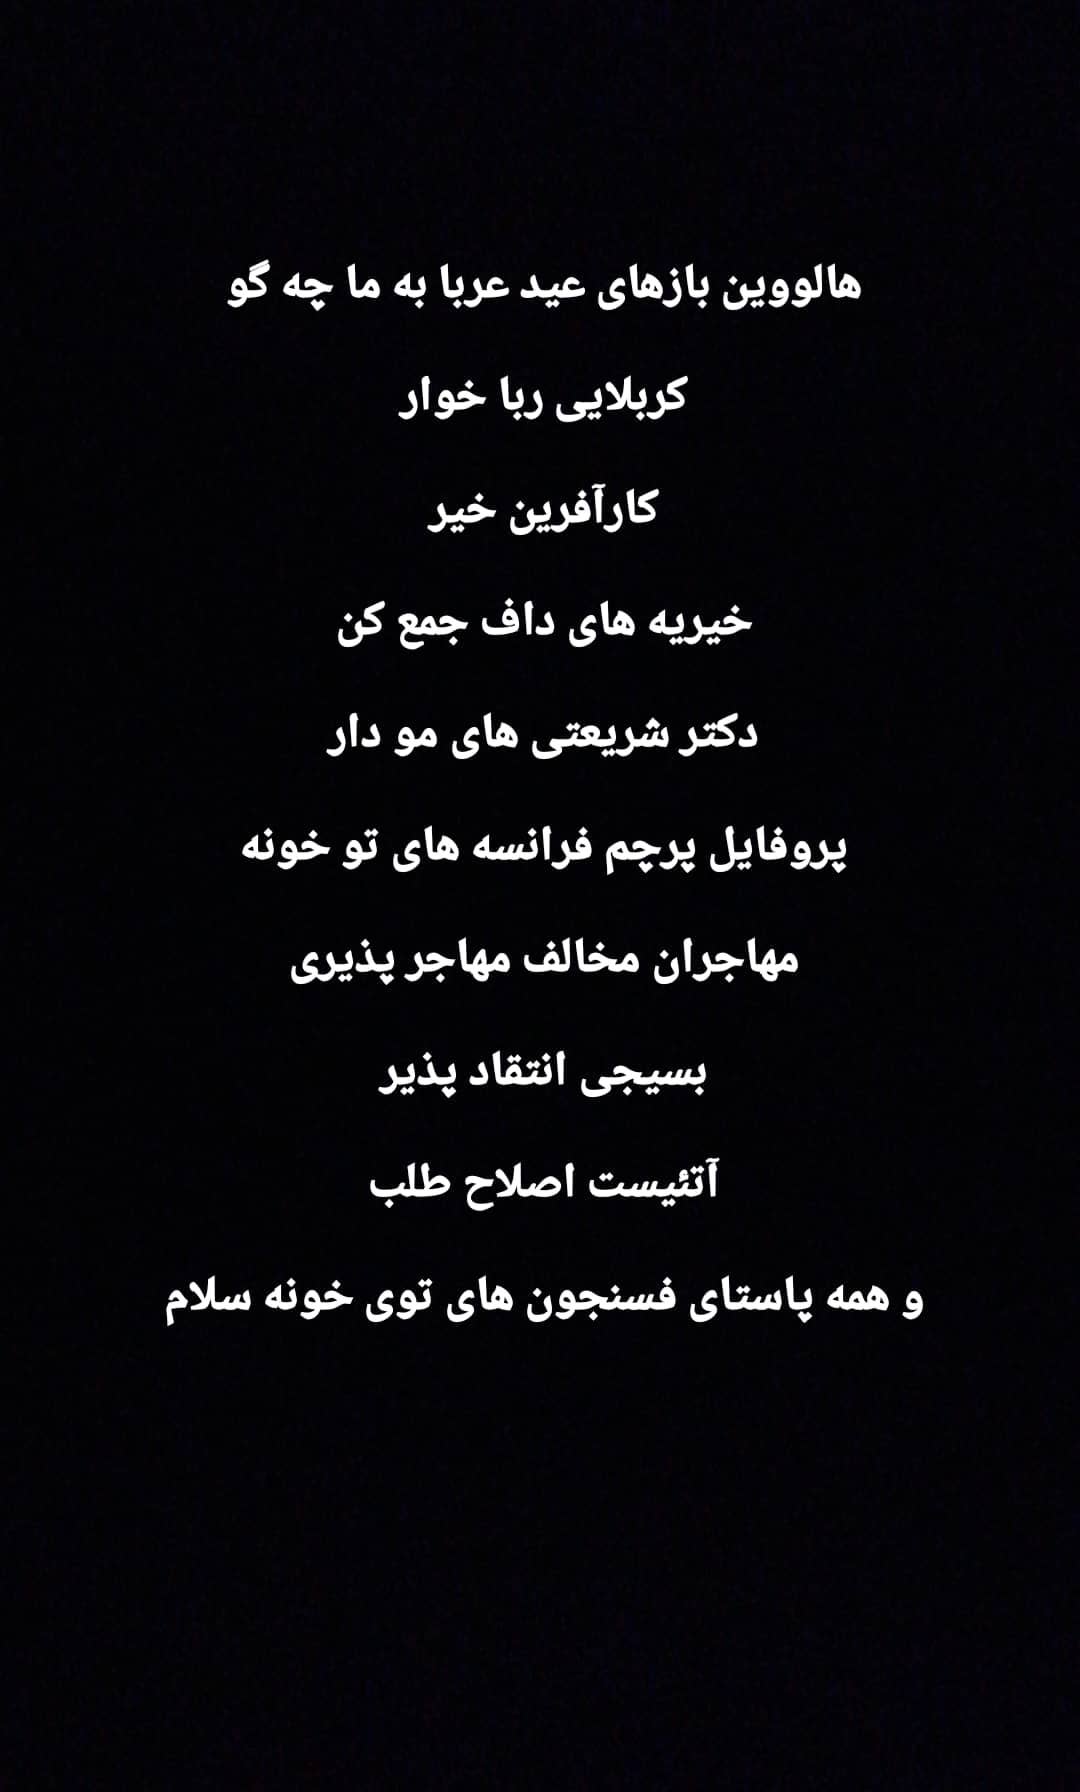 هالووین بازهای عید عربا به ما چه گو
کربلایی ربا خوار
کارآفرین خیر
خیریه های داف جمع کن
دکتر شریعتی های مو دار
پروفایل پرچم فرانسه های تو خونه
مهاجران مخالف مهاجر پذیری
بسیجی انتقاد پذیر
آتئیست اصلاح طلب
و همه پاستای فسنجون های توی خونه سلام